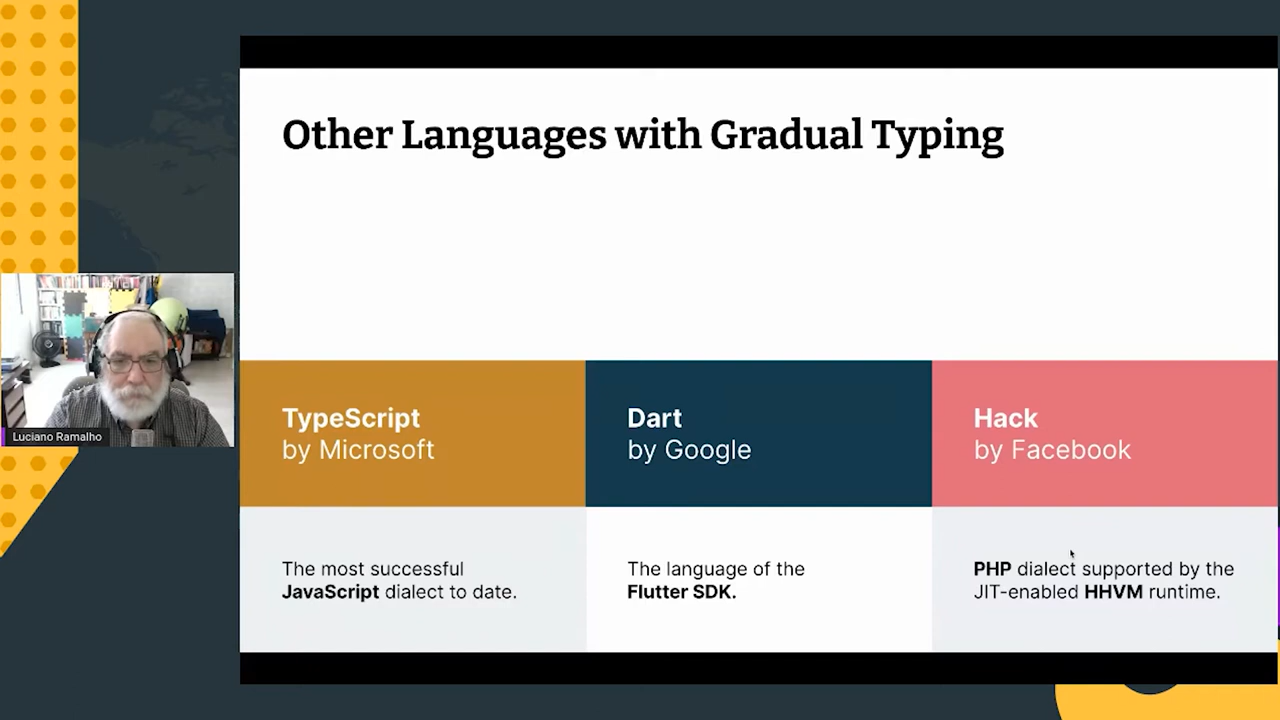 Other Languages with Gradual Typing
TypeScript
by Microsoft
Dart
by Google
Hack
by Facebook
The most successful
JavaScript dialect to date.
The language of the
Flutter SDK.
PHP dialect supported by the
JIT-enabled HHVM runtime.
Luciano Ramalho